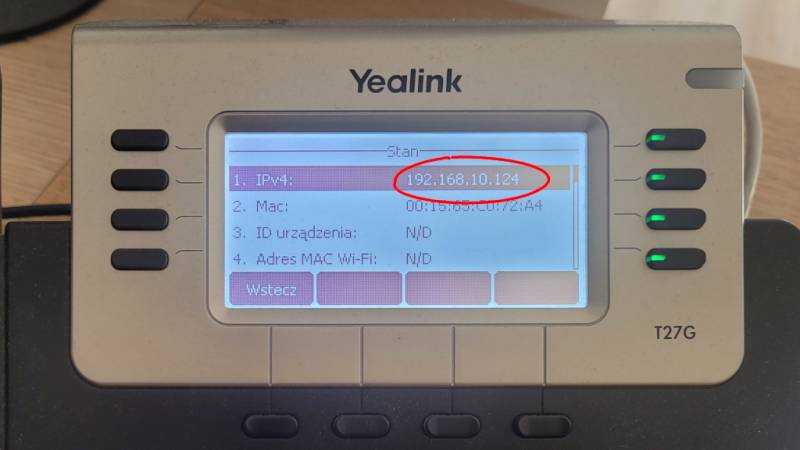 Yealink
Stan
1. IPv4: 192.168.10.124
2. Mac: 00:15:65:C0:72:A4
3. ID urządzenia: N/D
4. Adres MAC Wi-Fi: N/D
Wstecz
T27G